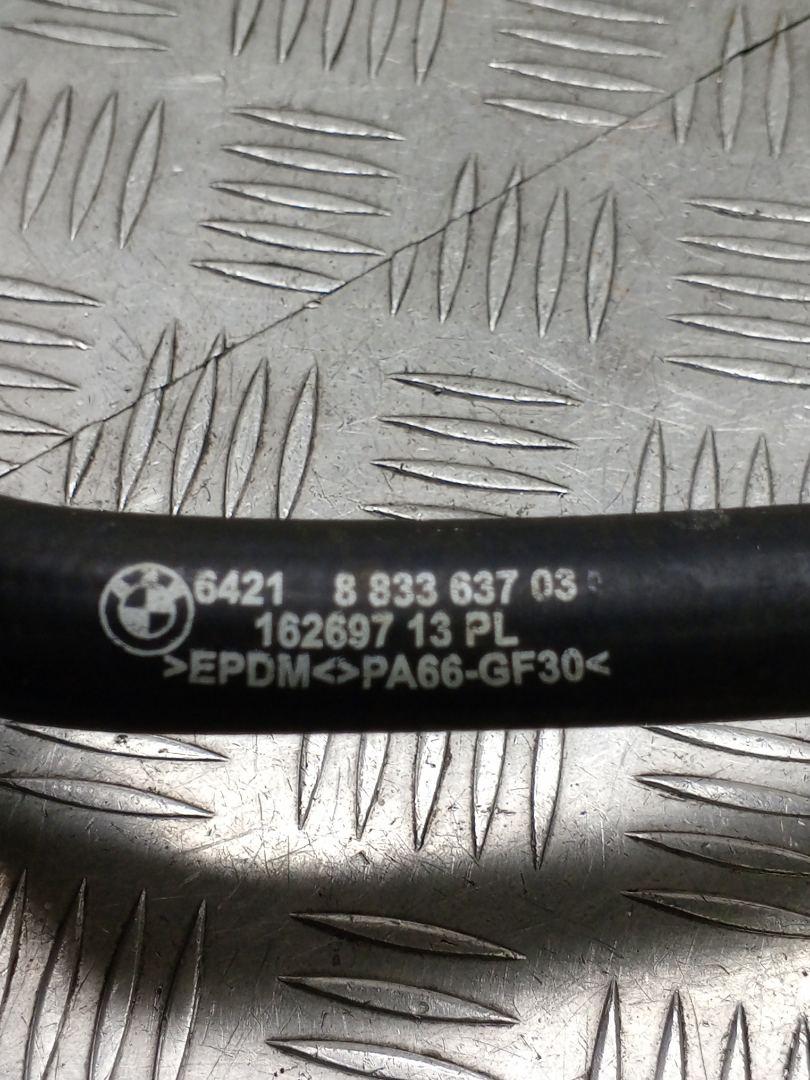 6421 8 833 637 03
162697 13 PL
>EPDM<>PA66-GF30<